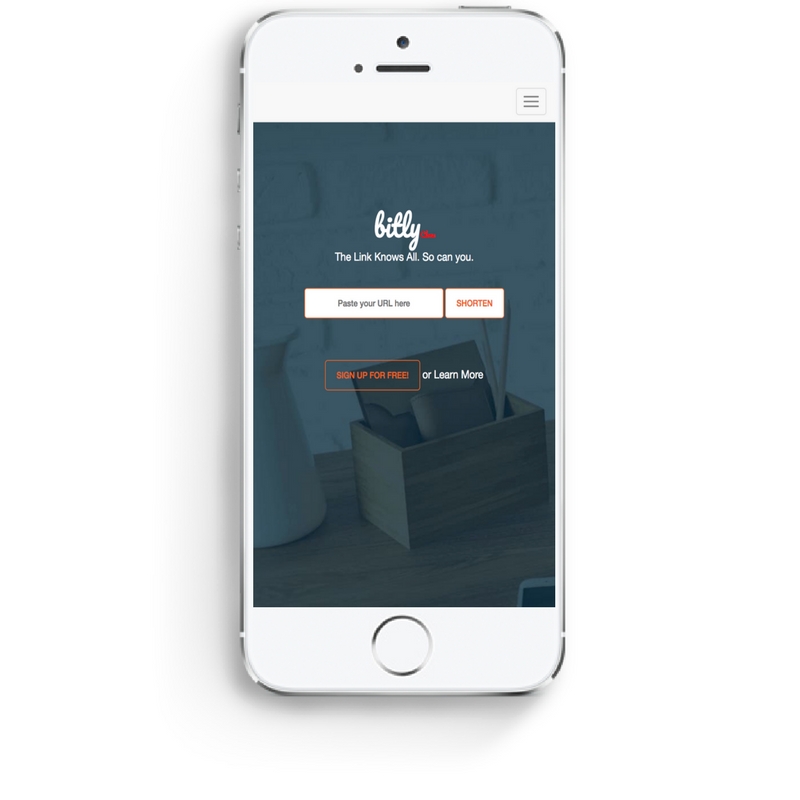 bitly
The Link Knows All. So can you.
Paste your URL here SHORTEN
SIGN UP FOR FREE! or Learn More